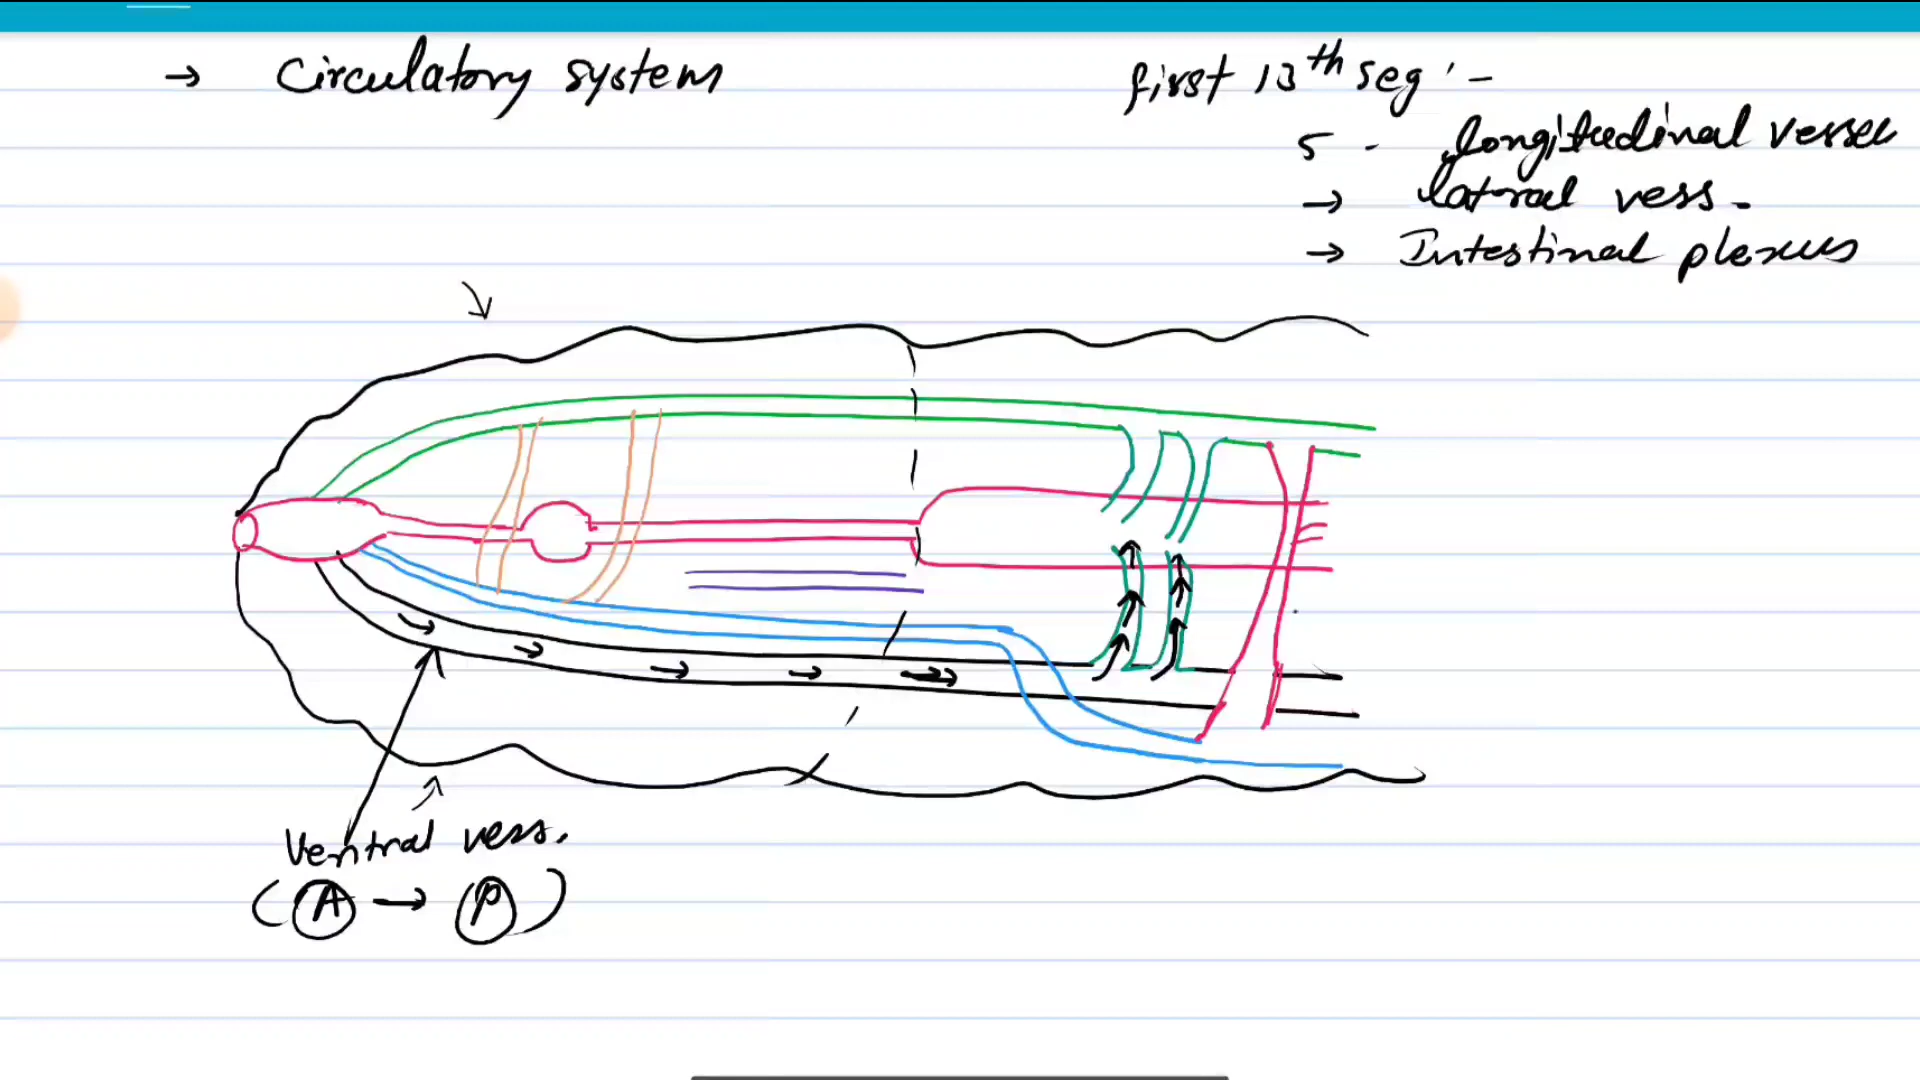 → Circulatory system
first 13th seg :-
5 - longitudinal vessel
→ lateral vess.
→ Intestinal plexus
Ventral vess.
(A → P)